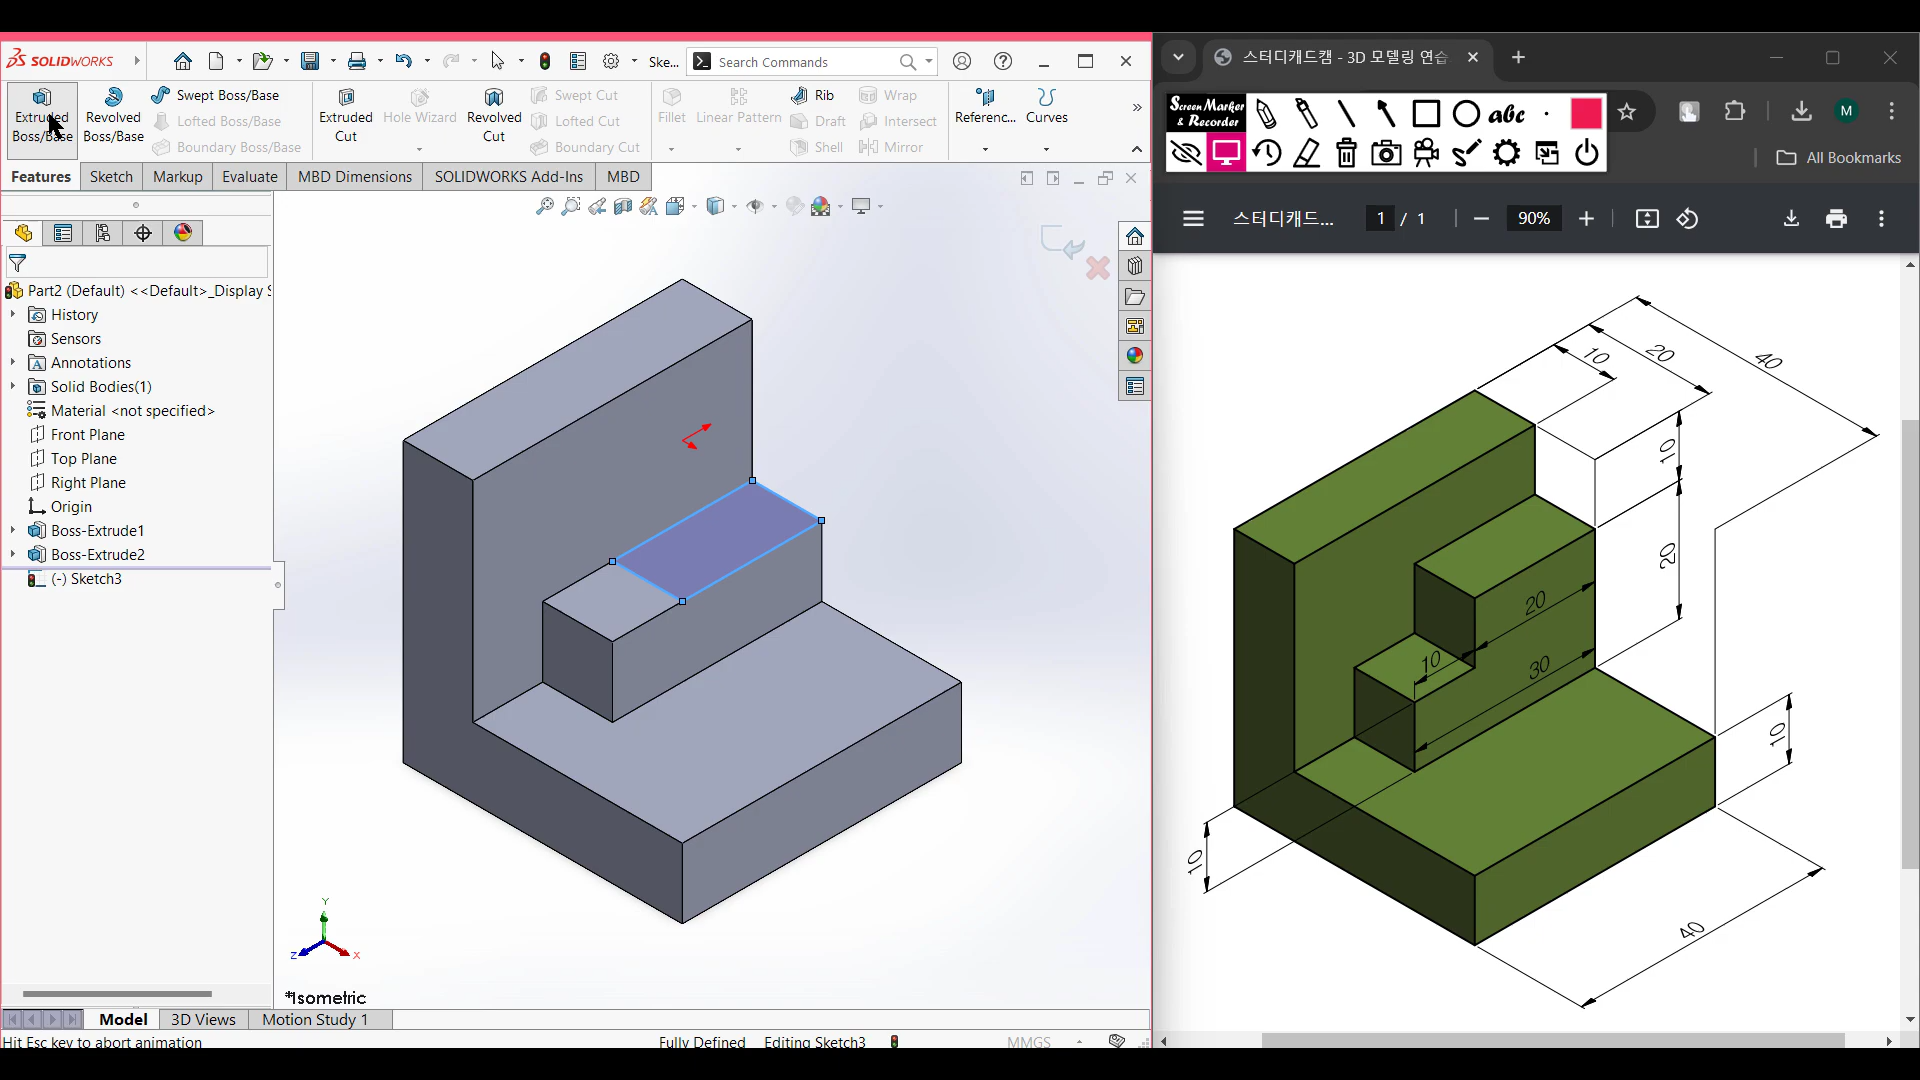 SOLIDWORKS
Ske...
Search Commands
Extruded Boss/Base
Revolved Boss/Base
Swept Boss/Base
Lofted Boss/Base
Boundary Boss/Base
Extruded Cut
Hole Wizard
Revolved Cut
Swept Cut
Lofted Cut
Boundary Cut
Fillet
Linear Pattern
Rib
Draft
Shell
Wrap
Intersect
Mirror
Referenc...
Curves
Features
Sketch
Markup
Evaluate
MBD Dimensions
SOLIDWORKS Add-Ins
MBD
Part2 (Default) <<Default>_Display S
History
Sensors
Annotations
Solid Bodies(1)
Material <not specified>
Front Plane
Top Plane
Right Plane
Origin
Boss-Extrude1
Boss-Extrude2
(-) Sketch3
Y
Z
X
*Isometric
Model
3D Views
Motion Study 1
Hit Esc key to abort animation
Fully Defined
Editing Sketch3
MMGS
스터디캐드캠 - 3D 모델링 연습
Screen Marker & Recorder
abc
M
All Bookmarks
스터디캐드...
1 / 1
90%
10
20
40
10
20
20
10
30
10
10
40